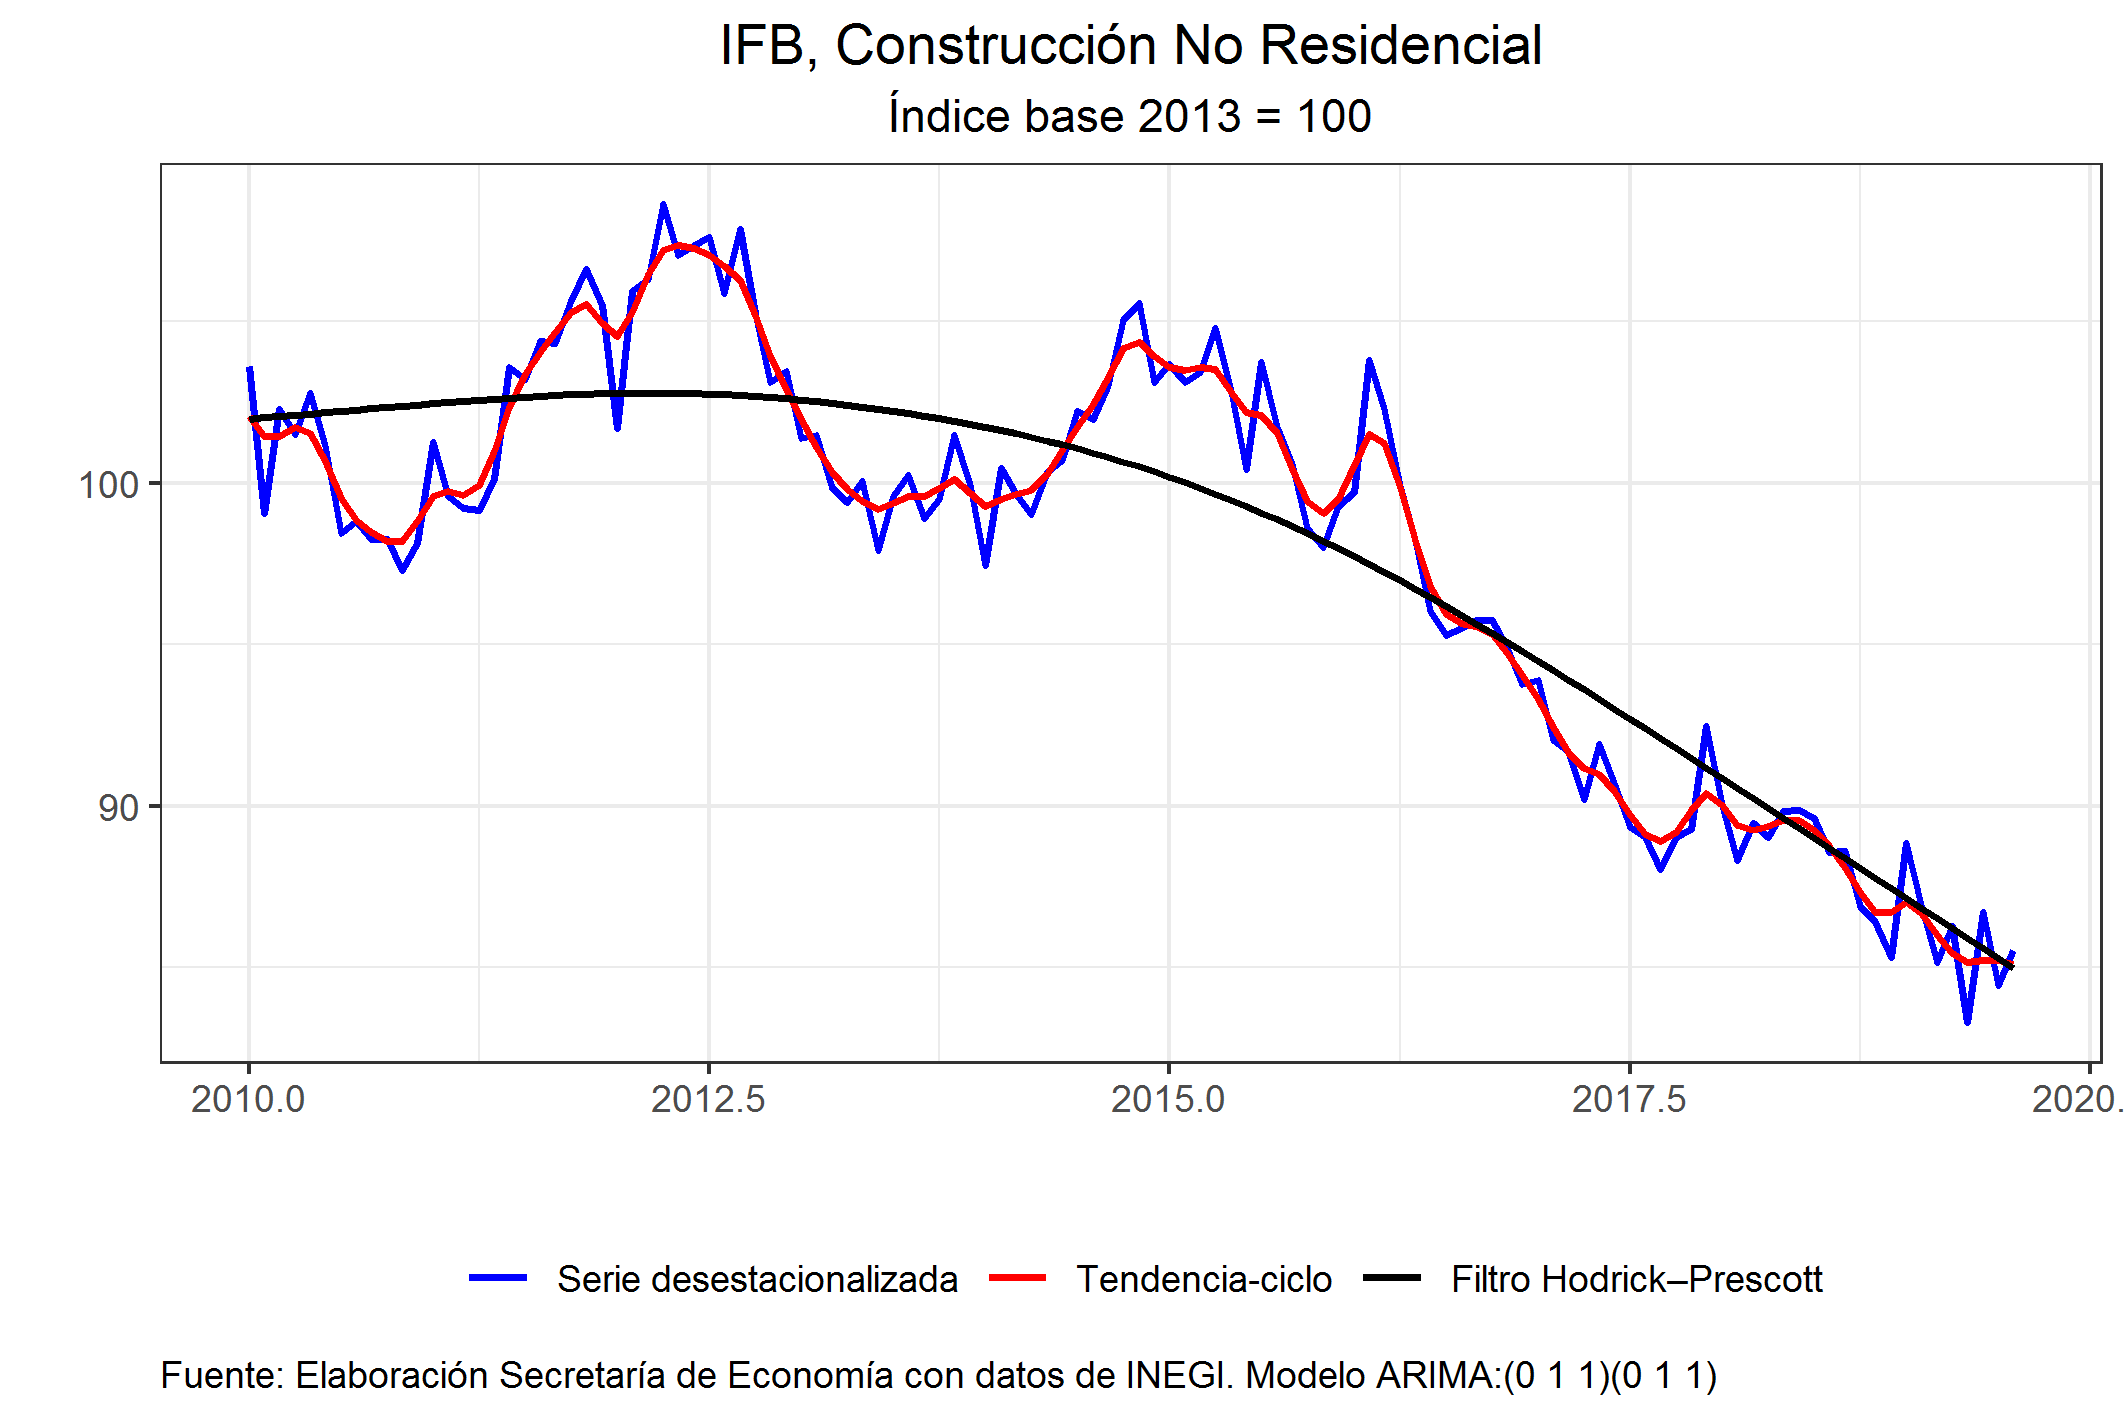 IFB, Construcción No Residencial
Índice base 2013 = 100
100
90
2010.0 2012.5 2015.0 2017.5 2020.
Serie desestacionalizada Tendencia-ciclo Filtro Hodrick–Prescott
Fuente: Elaboración Secretaría de Economía con datos de INEGI. Modelo ARIMA:(0 1 1)(0 1 1)